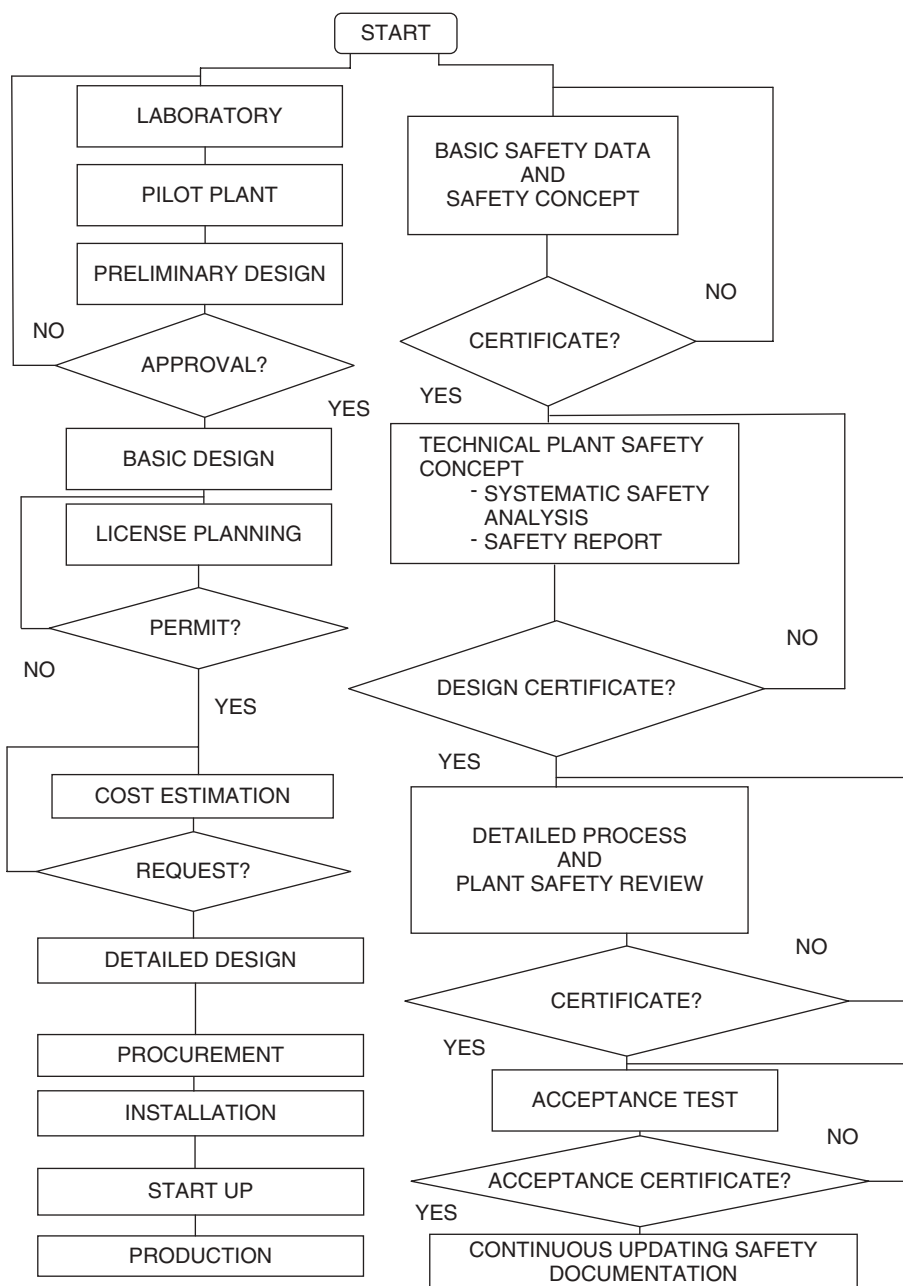 START
LABORATORY
PILOT PLANT
PRELIMINARY DESIGN
NO
APPROVAL?
YES
BASIC DESIGN
LICENSE PLANNING
PERMIT?
NO
YES
COST ESTIMATION
REQUEST?
DETAILED DESIGN
PROCUREMENT
INSTALLATION
START UP
PRODUCTION
BASIC SAFETY DATA
AND
SAFETY CONCEPT
NO
CERTIFICATE?
YES
TECHNICAL PLANT SAFETY
CONCEPT
- SYSTEMATIC SAFETY
ANALYSIS
- SAFETY REPORT
NO
DESIGN CERTIFICATE?
YES
DETAILED PROCESS
AND
PLANT SAFETY REVIEW
NO
CERTIFICATE?
YES
ACCEPTANCE TEST
NO
ACCEPTANCE CERTIFICATE?
YES
CONTINUOUS UPDATING SAFETY
DOCUMENTATION